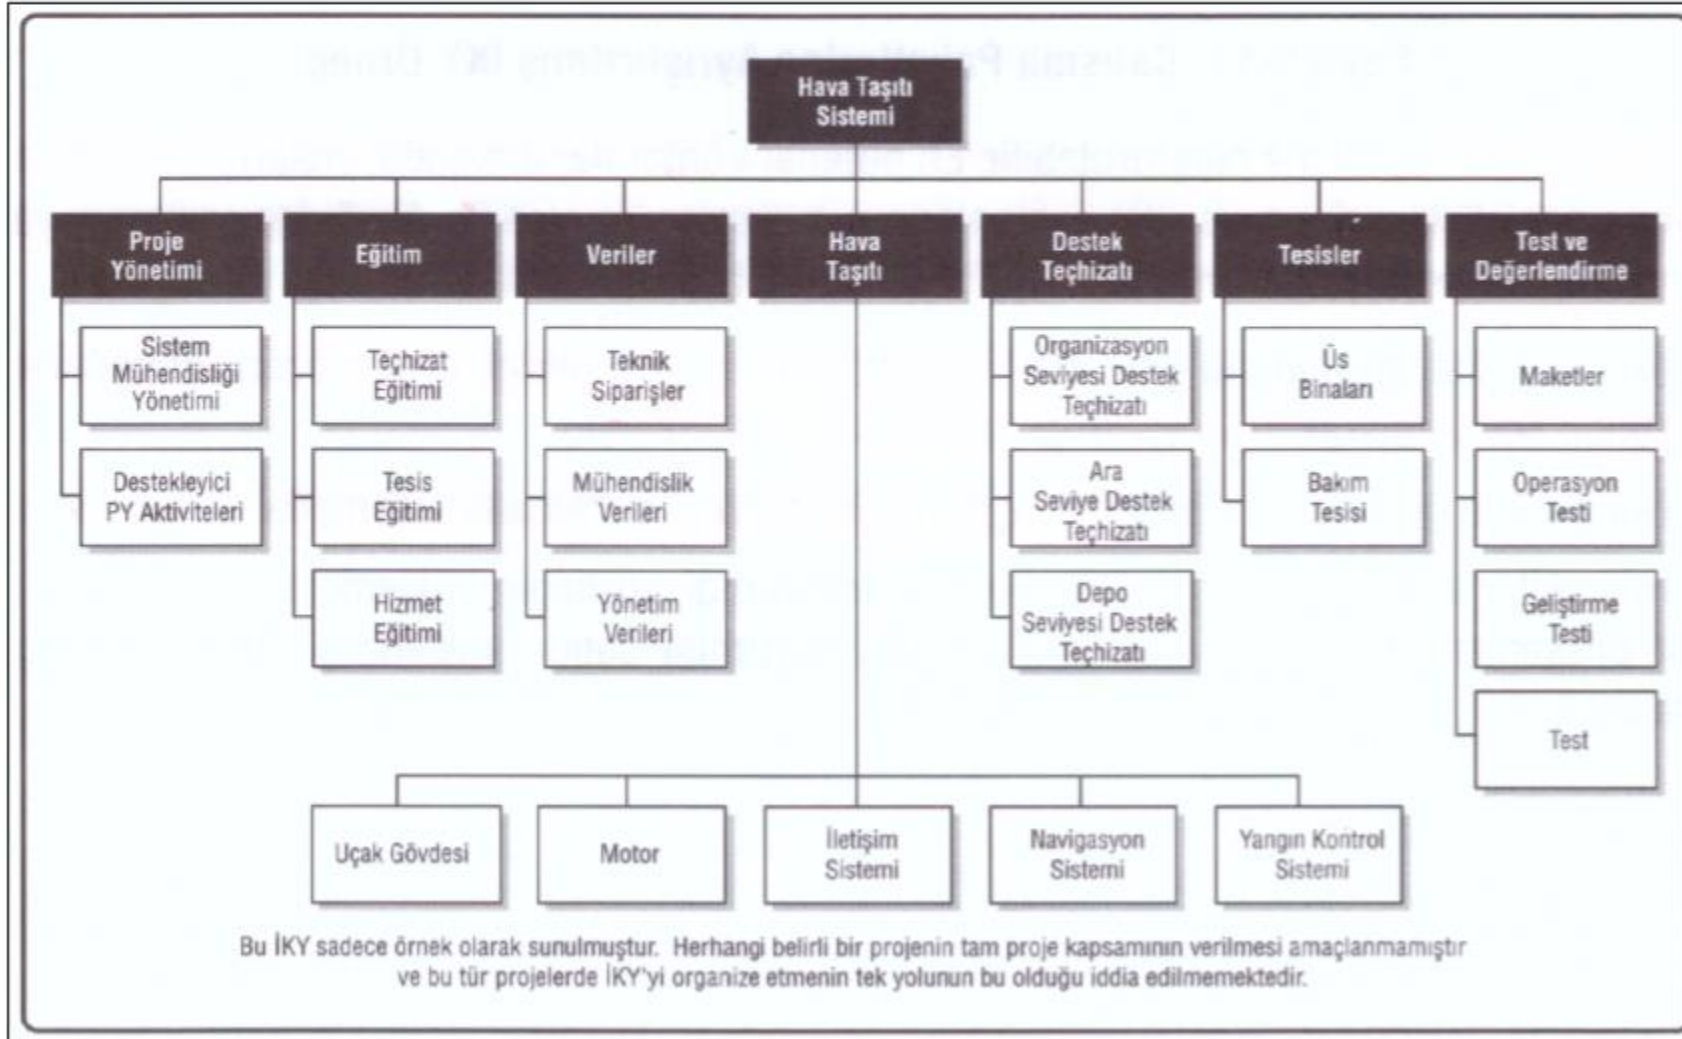 Hava Taşıtı
Sistemi
Proje
Yönetimi
Eğitim
Veriler
Hava
Taşıtı
Destek
Teçhizatı
Tesisler
Test ve
Değerlendirme
Sistem
Mühendisliği
Yönetimi
Destekleyici
PY Aktiviteleri
Teçhizat
Eğitimi
Tesis
Eğitimi
Hizmet
Eğitimi
Teknik
Siparişler
Mühendislik
Verileri
Yönetim
Verileri
Organizasyon
Seviyesi Destek
Teçhizatı
Ara
Seviye Destek
Teçhizatı
Depo
Seviyesi Destek
Teçhizatı
Üs
Binaları
Bakım
Tesisi
Maketler
Operasyon
Testi
Geliştirme
Testi
Test
Uçak Gövdesi
Motor
İletişim
Sistemi
Navigasyon
Sistemi
Yangın Kontrol
Sistemi
Bu İKY sadece örnek olarak sunulmuştur. Herhangi belirli bir projenin tam proje kapsamının verilmesi amaçlanmamıştır
ve bu tür projelerde İKY'yi organize etmenin tek yolunun bu olduğu iddia edilmemektedir.